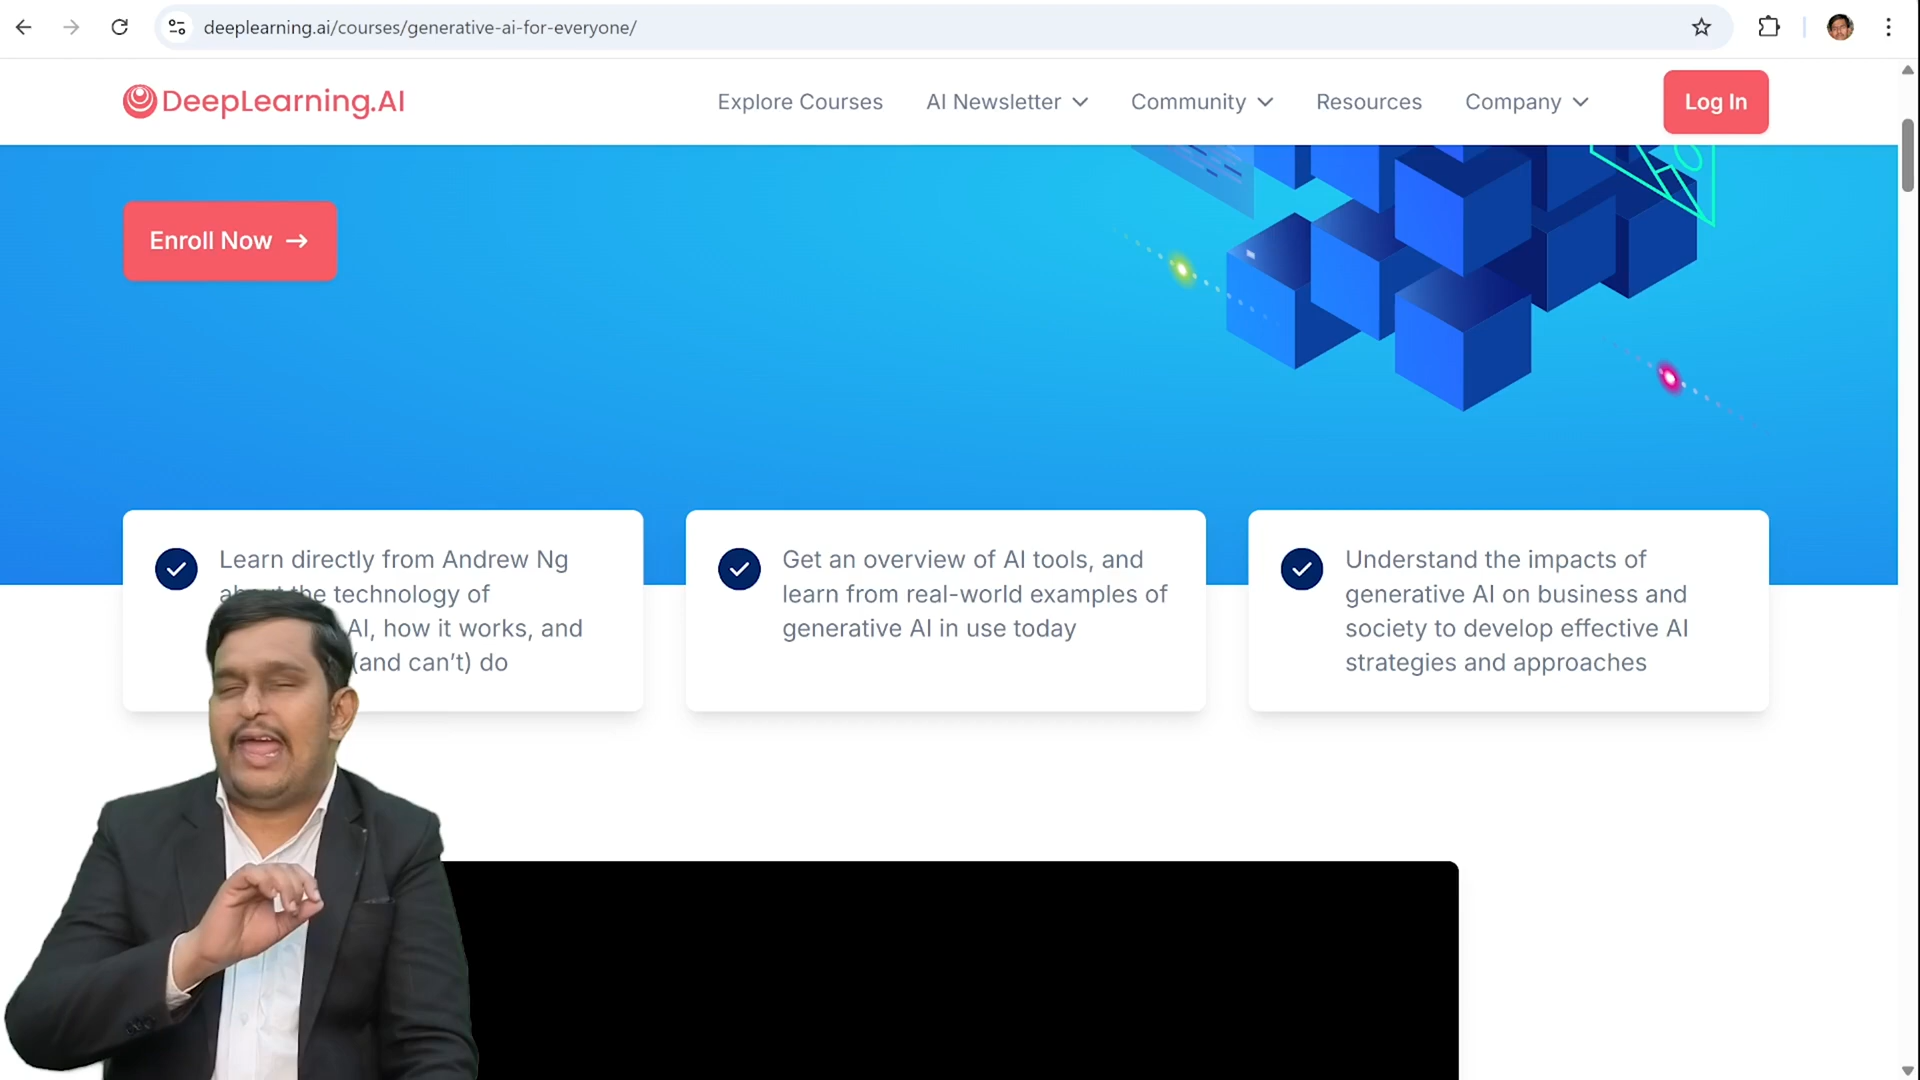 deeplearning.ai/courses/generative-ai-for-everyone/
DeepLearning.AI
Explore Courses
AI Newsletter
Community
Resources
Company
Log In
Enroll Now →
Learn directly from Andrew Ng
the technology of
AI, how it works, and
(and can't) do
Get an overview of AI tools, and
learn from real-world examples of
generative AI in use today
Understand the impacts of
generative AI on business and
society to develop effective AI
strategies and approaches